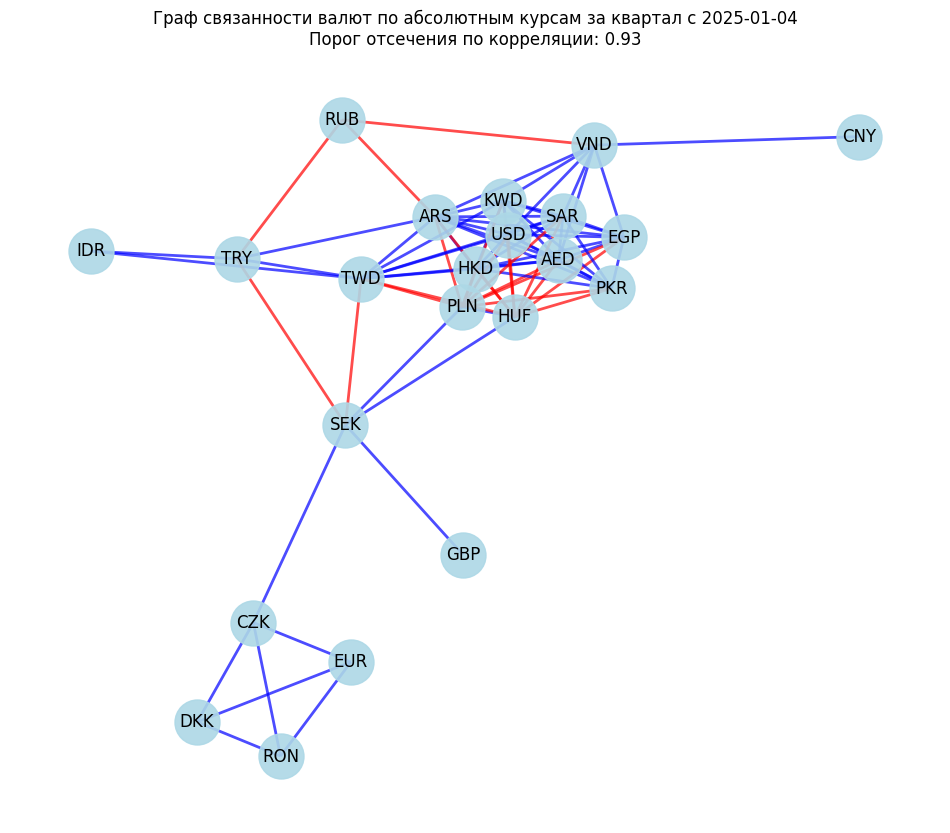 Граф связанности валют по абсолютным курсам за квартал с 2025-01-04
Порог отсечения по корреляции: 0.93
RUB
CNY
VND
KWD
ARS
SAR
USD
EGP
IDR
TRY
AED
HKD
TWD
PKR
PLN
HUF
SEK
GBP
CZK
EUR
DKK
RON